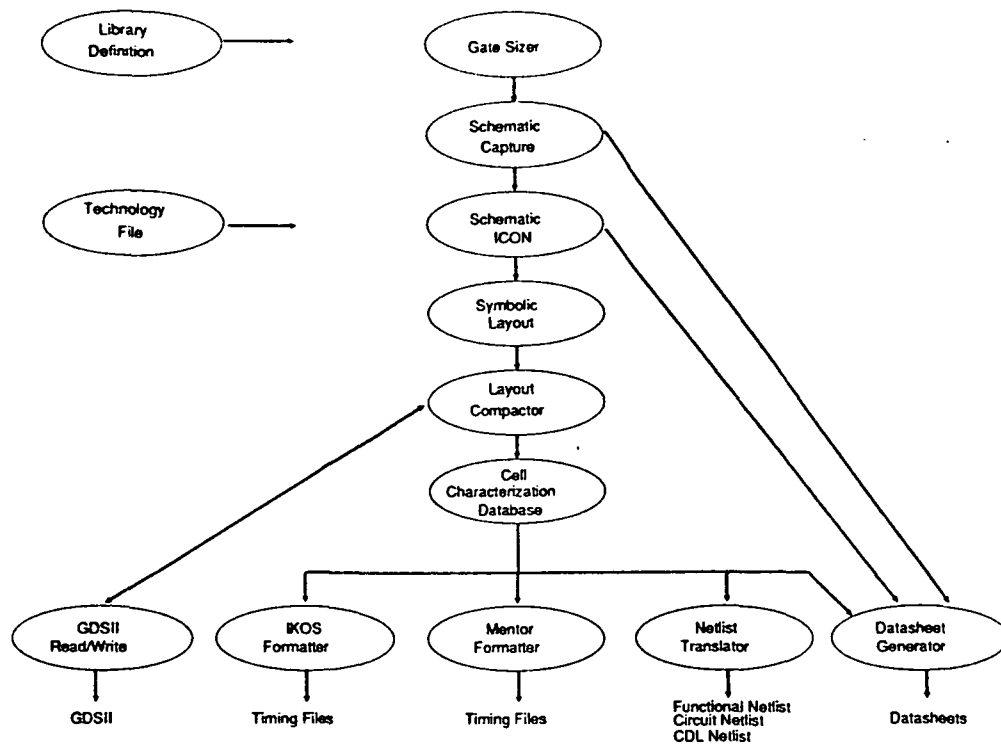 Library
Definition
Gate Sizer
Schematic
Capture
Technology
File
Schematic
ICON
Symbolic
Layout
Layout
Compactor
Cell
Characterization
Database
GDSII
Read/Write
IKOS
Formatter
Mentor
Formatter
Netlist
Translator
Datasheet
Generator
GDSII
Timing Files
Timing Files
Functional Netlist
Circuit Netlist
CDL Netlist
Datasheets